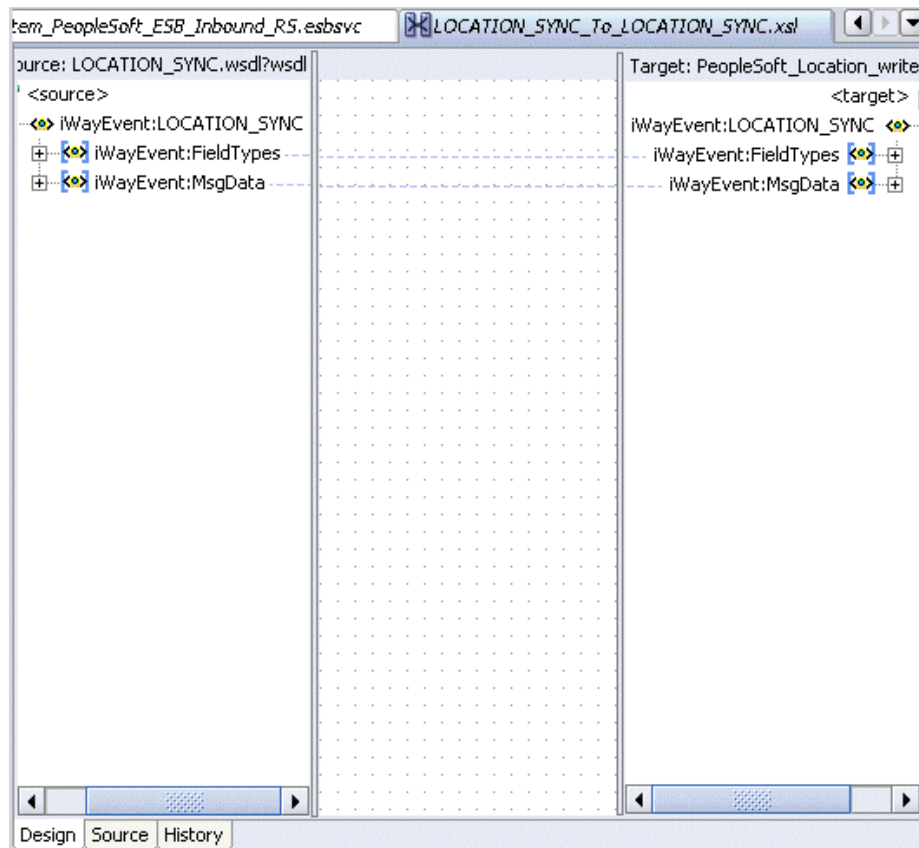 tem_PeopleSoft_ESB_Inbound_RS.esbsvc
LOCATION_SYNC_To_LOCATION_SYNC.xsl
ource: LOCATION_SYNC.wsdl?wsdl
Target: PeopleSoft_Location_write
<source>
<target>
iWayEvent:LOCATION_SYNC
iWayEvent:LOCATION_SYNC
iWayEvent:FieldTypes
iWayEvent:FieldTypes
iWayEvent:MsgData
iWayEvent:MsgData
Design Source History